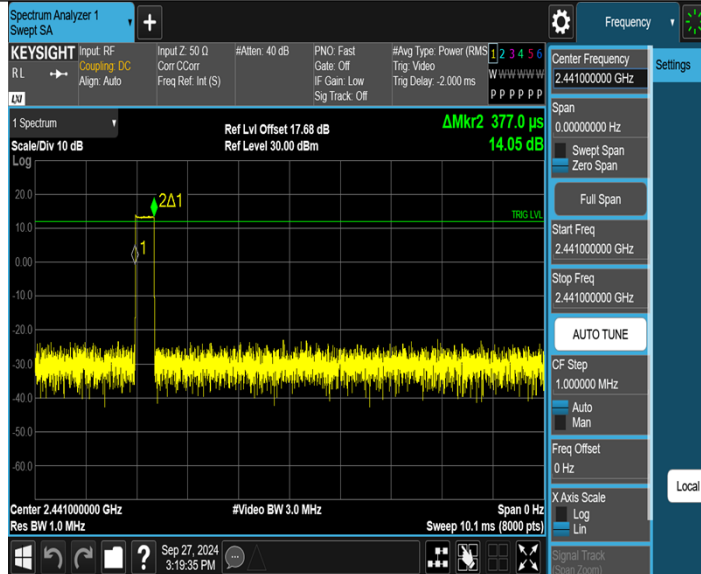 Spectrum Analyzer 1
Swept SA
Frequency
KEYSIGHT
RL
LXI
Input: RF
Coupling: DC
Align: Auto
Input Z: 50 Ω
Corr CCorr
Freq Ref: Int (S)
#Atten: 40 dB
PNO: Fast
Gate: Off
IF Gain: Low
Sig Track: Off
#Avg Type: Power (RMS
Trig: Video
Trig Delay: -2.000 ms
1 2 3 4 5 6
W W W W W W
P P P P P P
1 Spectrum
Scale/Div 10 dB
Log
Ref Lvl Offset 17.68 dB
Ref Level 30.00 dBm
ΔMkr2 377.0 µs
14.05 dB
20.0
10.0
0.00
-10.0
-20.0
-30.0
-40.0
-50.0
-60.0
2Δ1
1
TRIG LVL
Center 2.441000000 GHz
Res BW 1.0 MHz
#Video BW 3.0 MHz
Span 0 Hz
Sweep 10.1 ms (8000 pts)
Center Frequency
2.441000000 GHz
Settings
Span
0.00000000 Hz
Swept Span
Zero Span
Full Span
Start Freq
2.441000000 GHz
Stop Freq
2.441000000 GHz
AUTO TUNE
CF Step
1.000000 MHz
Auto
Man
Freq Offset
0 Hz
Local
X Axis Scale
Log
Lin
Signal Track
(Span Zoom)
?
Sep 27, 2024
3:19:35 PM